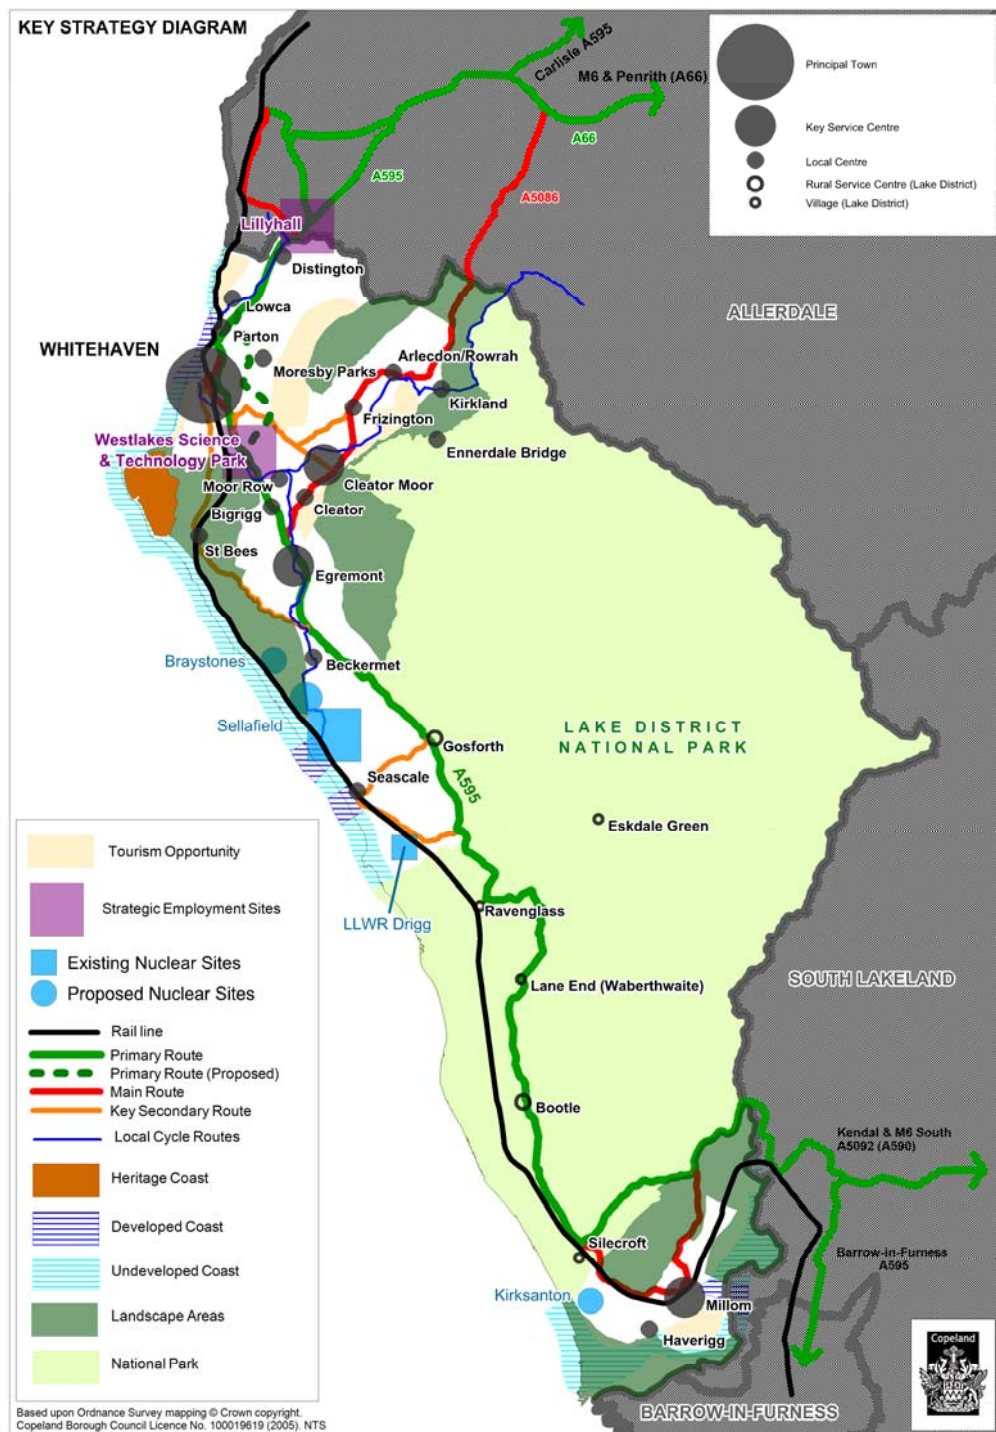 KEY STRATEGY DIAGRAM
Carlisle A595
M6 & Penrith (A66)
A66
A595
A5086
Principal Town
Key Service Centre
Local Centre
Rural Service Centre (Lake District)
Village (Lake District)
Lillyhall
Distington
Lowca
Parton
WHITEHAVEN
Moresby Parks
Arlecdon/Rowrah
Kirkland
Frizington
Ennerdale Bridge
Westlakes Science
& Technology Park
Moor Row
Cleator Moor
Cleator
Bigrigg
St Bees
Egremont
ALLERDALE
Braystones
Beckermet
Sellafield
Gosforth
LAKE DISTRICT
NATIONAL PARK
A595
Seascale
Eskdale Green
LLWR Drigg
Ravenglass
Lane End (Waberthwaite)
SOUTH LAKELAND
Bootle
Kendal & M6 South
A5092 (A590)
Silecroft
Barrow-in-Furness
A595
Kirksanton
Millom
Haverigg
BARROW-IN-FURNESS
Tourism Opportunity
Strategic Employment Sites
Existing Nuclear Sites
Proposed Nuclear Sites
Rail line
Primary Route
Primary Route (Proposed)
Main Route
Key Secondary Route
Local Cycle Routes
Heritage Coast
Developed Coast
Undeveloped Coast
Landscape Areas
National Park
Copeland
Based upon Ordnance Survey mapping © Crown copyright.
Copeland Borough Council Licence No. 100019619 (2005). NTS